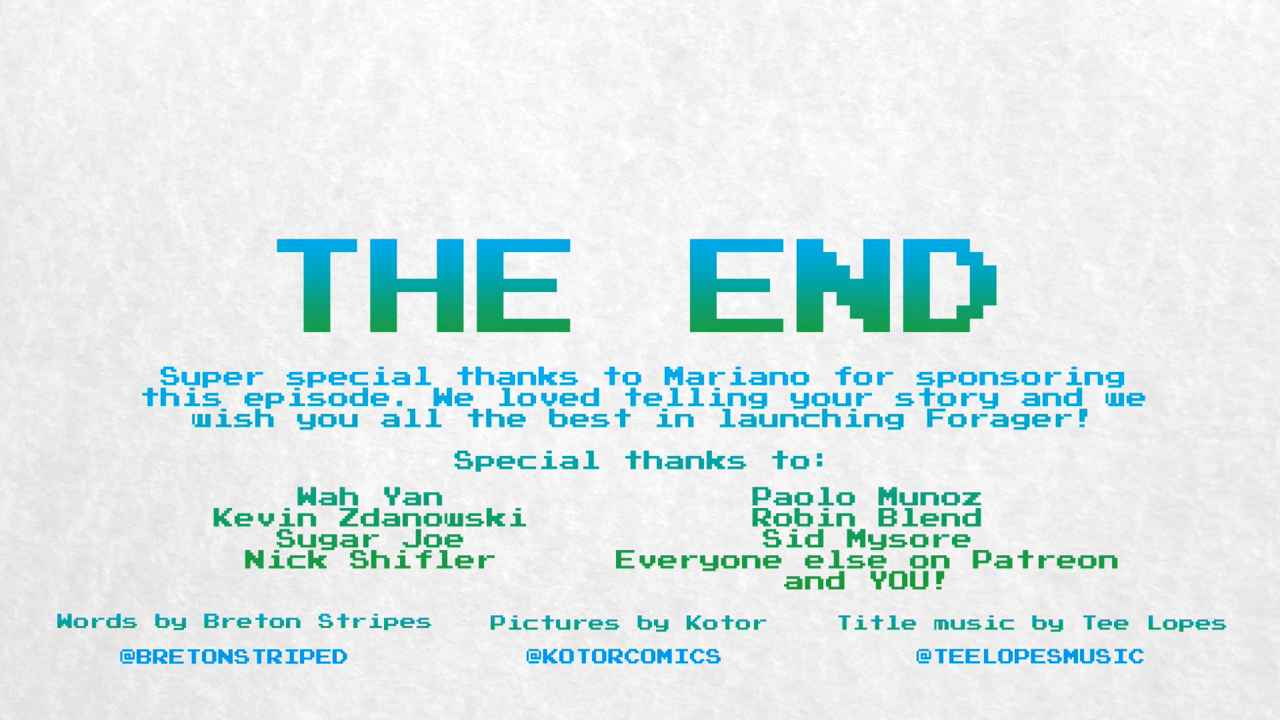 THE END
Super special thanks to Mariano for sponsoring
this episode. We loved telling your story and we
wish you all the best in launching Forager!
Special thanks to:
Wah Yan
Kevin Zdanowski
Sugar Joe
Nick Shifler
Paolo Munoz
Robin Blend
Sid Mysore
Everyone else on Patreon
and YOU!
Words by Breton Stripes
@BRETONSTRIPED
Pictures by Kotor
@KOTORCOMICS
Title music by Tee Lopes
@TEELOPESMUSIC